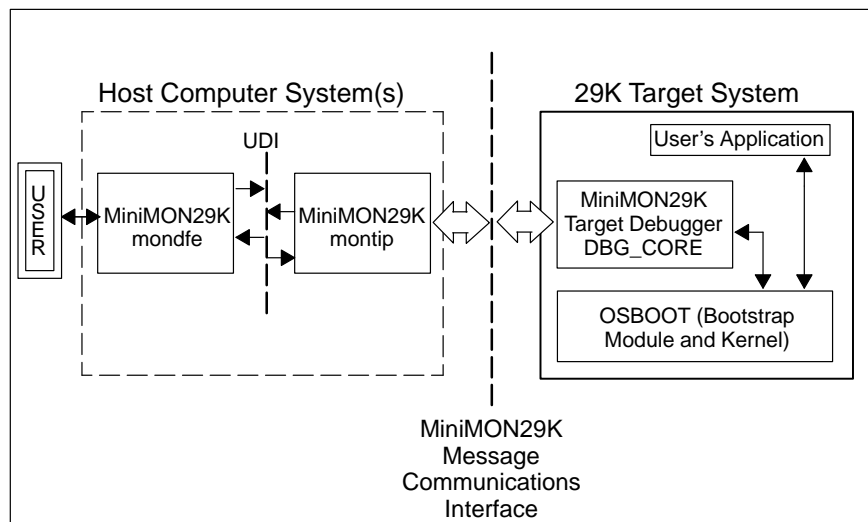 Host Computer System(s)
29K Target System
UDI
User's Application
USER
MiniMON29K
mondfe
MiniMON29K
montip
MiniMON29K
Target Debugger
DBG_CORE
OSBOOT (Bootstrap
Module and Kernel)
MiniMON29K
Message
Communications
Interface